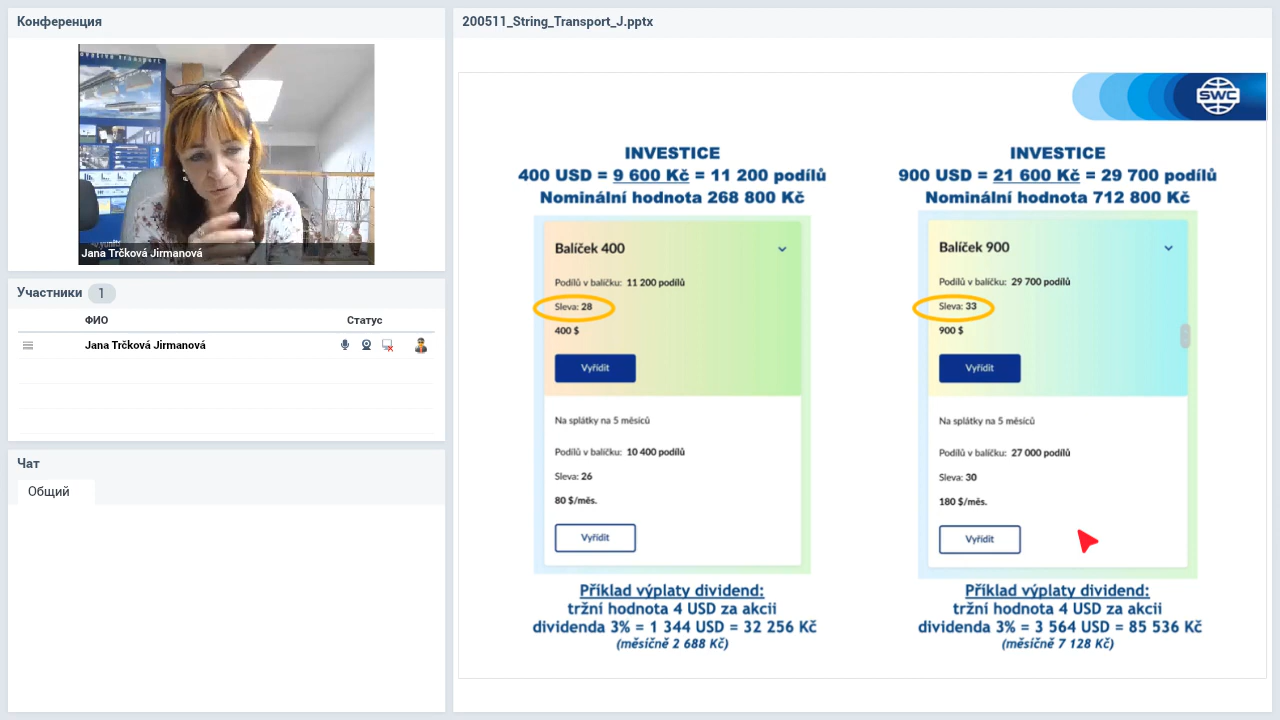 Конференция
Jana Trčková Jirmanová
Участники 1
ФИО Статус
Jana Trčková Jirmanová
Чат
Общий
200511_String_Transport_J.pptx
SWC
INVESTICE
400 USD = 9 600 Kč = 11 200 podílů
Nominální hodnota 268 800 Kč
Balíček 400
Podílů v balíčku: 11 200 podílů
Sleva: 28
400 $
Vyřídit
Na splátky na 5 měsíců
Podílů v balíčku: 10 400 podílů
Sleva: 26
80 $/měs.
Vyřídit
Příklad výplaty dividend:
tržní hodnota 4 USD za akcii
dividenda 3% = 1 344 USD = 32 256 Kč
(měsíčně 2 688 Kč)
INVESTICE
900 USD = 21 600 Kč = 29 700 podílů
Nominální hodnota 712 800 Kč
Balíček 900
Podílů v balíčku: 29 700 podílů
Sleva: 33
900 $
Vyřídit
Na splátky na 5 měsíců
Podílů v balíčku: 27 000 podílů
Sleva: 30
180 $/měs.
Vyřídit
Příklad výplaty dividend:
tržní hodnota 4 USD za akcii
dividenda 3% = 3 564 USD = 85 536 Kč
(měsíčně 7 128 Kč)